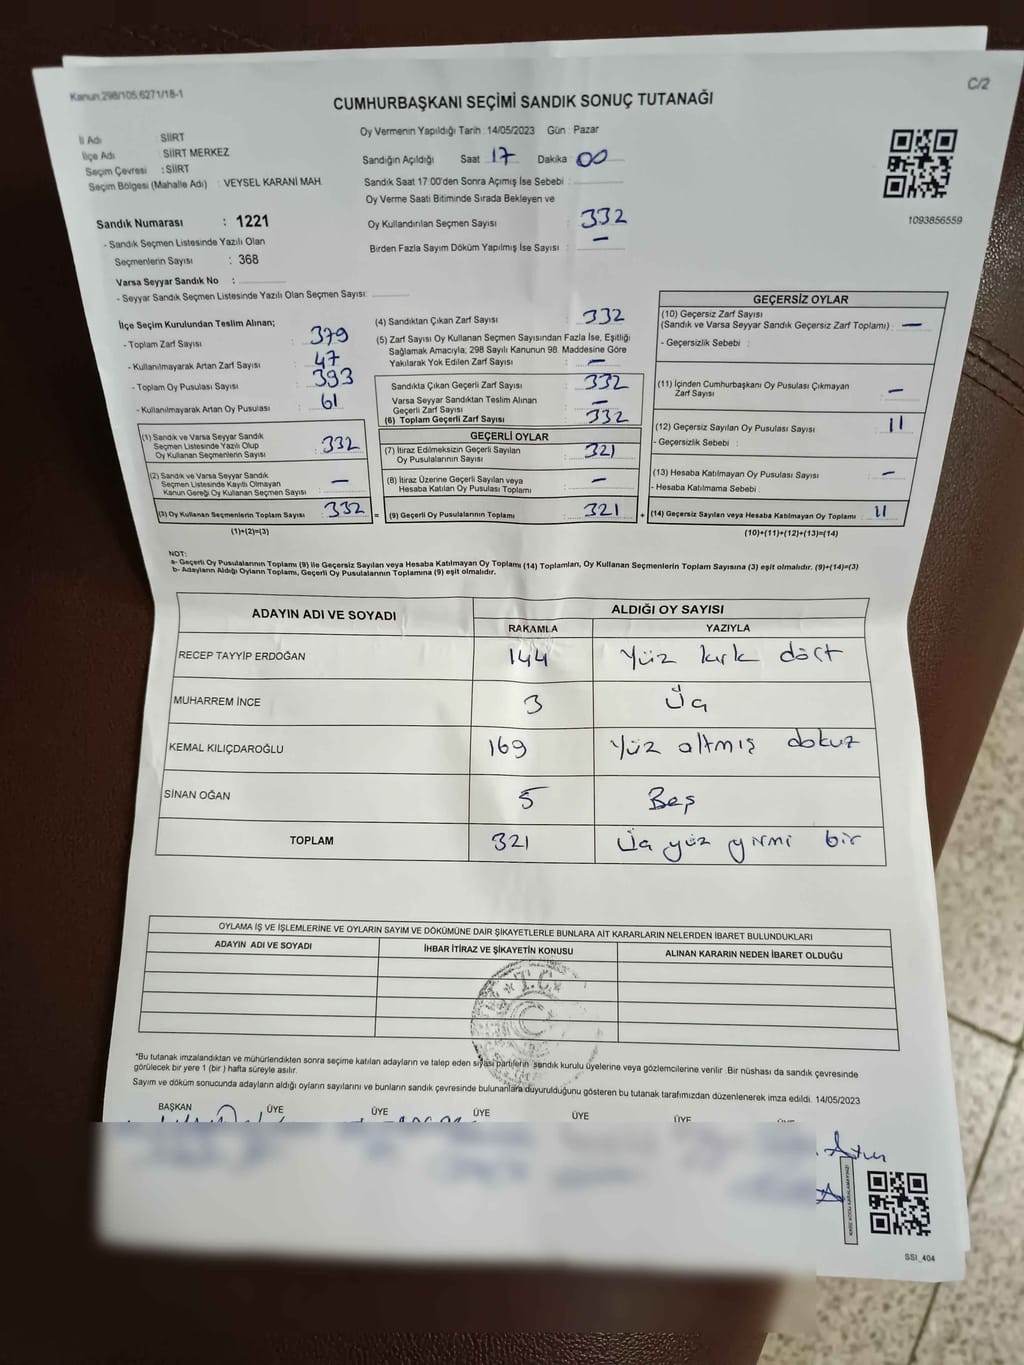 Kanun:298/105;6271/18-1
C/2
CUMHURBAŞKANI SEÇİMİ SANDIK SONUÇ TUTANAĞI
İl Adı : SİİRT
İlçe Adı : SİİRT MERKEZ
Seçim Çevresi : SİİRT
Seçim Bölgesi (Mahalle Adı) : VEYSEL KARANİ MAH.
Sandık Numarası : 1221
- Sandık Seçmen Listesinde Yazılı Olan
Seçmenlerin Sayısı : 368
Varsa Seyyar Sandık No :
- Seyyar Sandık Seçmen Listesinde Yazılı Olan Seçmen Sayısı:
Oy Vermenin Yapıldığı Tarih : 14/05/2023 Gün : Pazar
Sandığın Açıldığı Saat 17 Dakika 00
Sandık Saat 17:00'den Sonra Açımış İse Sebebi :
Oy Verme Saati Bitiminde Sırada Bekleyen ve
Oy Kullandırılan Seçmen Sayısı : 332
Birden Fazla Sayım Döküm Yapılmış İse Sayısı : —
1093856559
İlçe Seçim Kurulundan Teslim Alınan;
- Toplam Zarf Sayısı : 379
- Kullanılmayarak Artan Zarf Sayısı : 47
- Toplam Oy Pusulası Sayısı : 393
- Kullanılmayarak Artan Oy Pusulası : 61
(1) Sandık ve Varsa Seyyar Sandık
Seçmen Listesinde Yazılı Olup
Oy Kullanan Seçmenlerin Sayısı : 332
(2) Sandık ve Varsa Seyyar Sandık
Seçmen Listesinde Kayıtlı Olmayan
Kanun Gereği Oy Kullanan Seçmen Sayısı : —
(3) Oy Kullanan Seçmenlerin Toplam Sayısı : 332 =
(1)+(2)=(3)
(4) Sandıktan Çıkan Zarf Sayısı : 332
(5) Zarf Sayısı Oy Kullanan Seçmen Sayısından Fazla İse, Eşitliği
Sağlamak Amacıyla; 298 Sayılı Kanunun 98. Maddesine Göre
Yakılarak Yok Edilen Zarf Sayısı : —
Sandıkta Çıkan Geçerli Zarf Sayısı : 332
Varsa Seyyar Sandıktan Teslim Alınan
Geçerli Zarf Sayısı : —
(6) Toplam Geçerli Zarf Sayısı : 332
GEÇERLİ OYLAR
(7) İtiraz Edilmeksizin Geçerli Sayılan
Oy Pusulalarının Sayısı : 321
(8) İtiraz Üzerine Geçerli Sayılan veya
Hesaba Katılan Oy Pusulası Toplamı : —
(9) Geçerli Oy Pusulalarının Toplamı : 321 +
GEÇERSİZ OYLAR
(10) Geçersiz Zarf Sayısı
(Sandık ve Varsa Seyyar Sandık Geçersiz Zarf Toplamı) : —
- Geçersizlik Sebebi :
(11) İçinden Cumhurbaşkanı Oy Pusulası Çıkmayan
Zarf Sayısı : —
(12) Geçersiz Sayılan Oy Pusulası Sayısı : 11
- Geçersizlik Sebebi :
(13) Hesaba Katılmayan Oy Pusulası Sayısı : —
- Hesaba Katılmama Sebebi :
(14) Geçersiz Sayılan veya Hesaba Katılmayan Oy Toplamı : 11
(10)+(11)+(12)+(13)=(14)
NOT:
a- Geçerli Oy Pusulalarının Toplamı (9) ile Geçersiz Sayılan veya Hesaba Katılmayan Oy Toplamı (14) Toplamları, Oy Kullanan Seçmenlerin Toplam Sayısına (3) eşit olmalıdır. (9)+(14)=(3)
b- Adayların Aldığı Oyların Toplamı, Geçerli Oy Pusulalarının Toplamına (9) eşit olmalıdır.
ADAYIN ADI VE SOYADI ALDIĞI OY SAYISI
RAKAMLA YAZIYLA
RECEP TAYYİP ERDOĞAN 144 Yüz kırk dört
MUHARREM İNCE 3 Üç
KEMAL KILIÇDAROĞLU 169 Yüz altmış dokuz
SİNAN OĞAN 5 Beş
TOPLAM 321 Üç yüz yirmi bir
OYLAMA İŞ VE İŞLEMLERİNE VE OYLARIN SAYIM VE DÖKÜMÜNE DAİR ŞİKAYETLERLE BUNLARA AİT KARARLARIN NELERDEN İBARET BULUNDUKLARI
ADAYIN ADI VE SOYADI İHBAR İTİRAZ VE ŞİKAYETİN KONUSU ALINAN KARARIN NEDEN İBARET OLDUĞU
T.C.
*Bu tutanak imzalandıktan ve mühürlendikten sonra seçime katılan adayların ve talep eden siyasi partilerin sandık kurulu üyelerine veya gözlemcilerine verilir. Bir nüshası da sandık çevresinde
görülecek bir yere 1 (bir) hafta süreyle asılır.
Sayım ve döküm sonucunda adayların aldığı oyların sayılarını ve bunların sandık çevresinde bulunanlara duyurulduğunu gösteren bu tutanak tarafımızdan düzenlenerek imza edildi. 14/05/2023
BAŞKAN ÜYE ÜYE ÜYE ÜYE ÜYE ÜYE
KARE KODU KARALAMAYINIZ!
SSI_404